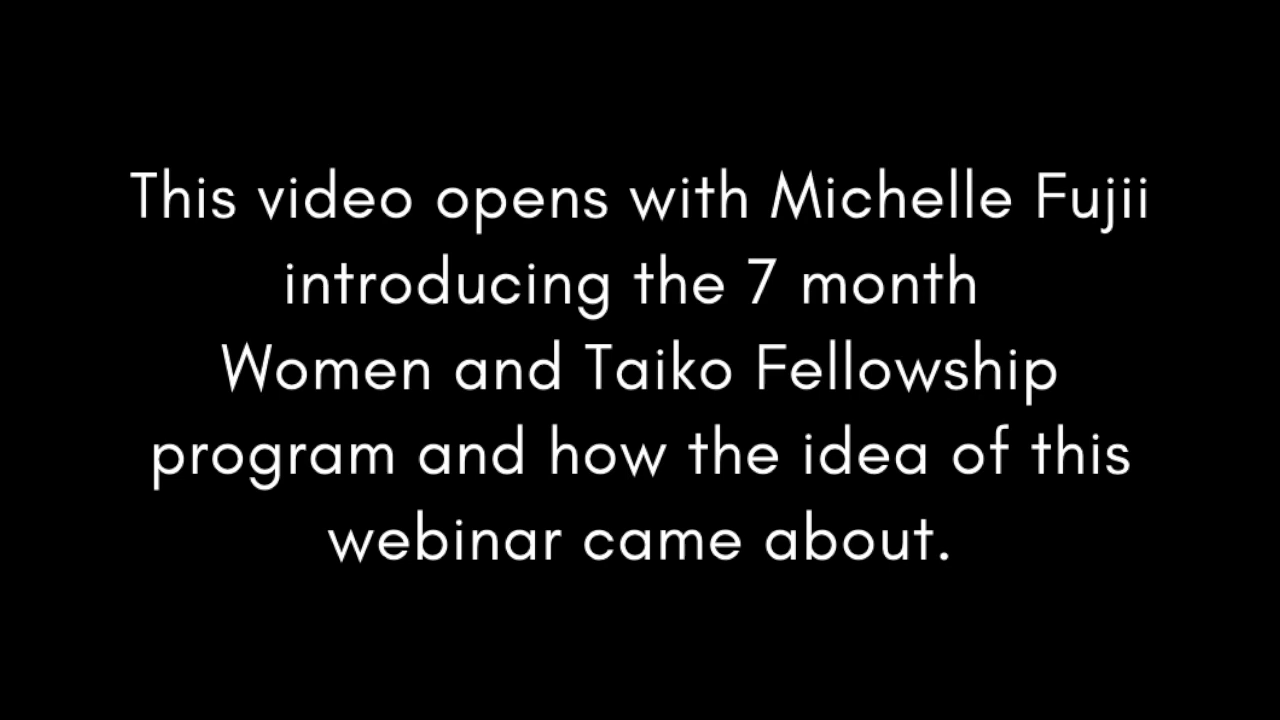 This video opens with Michelle Fujii
introducing the 7 month
Women and Taiko Fellowship
program and how the idea of this
webinar came about.